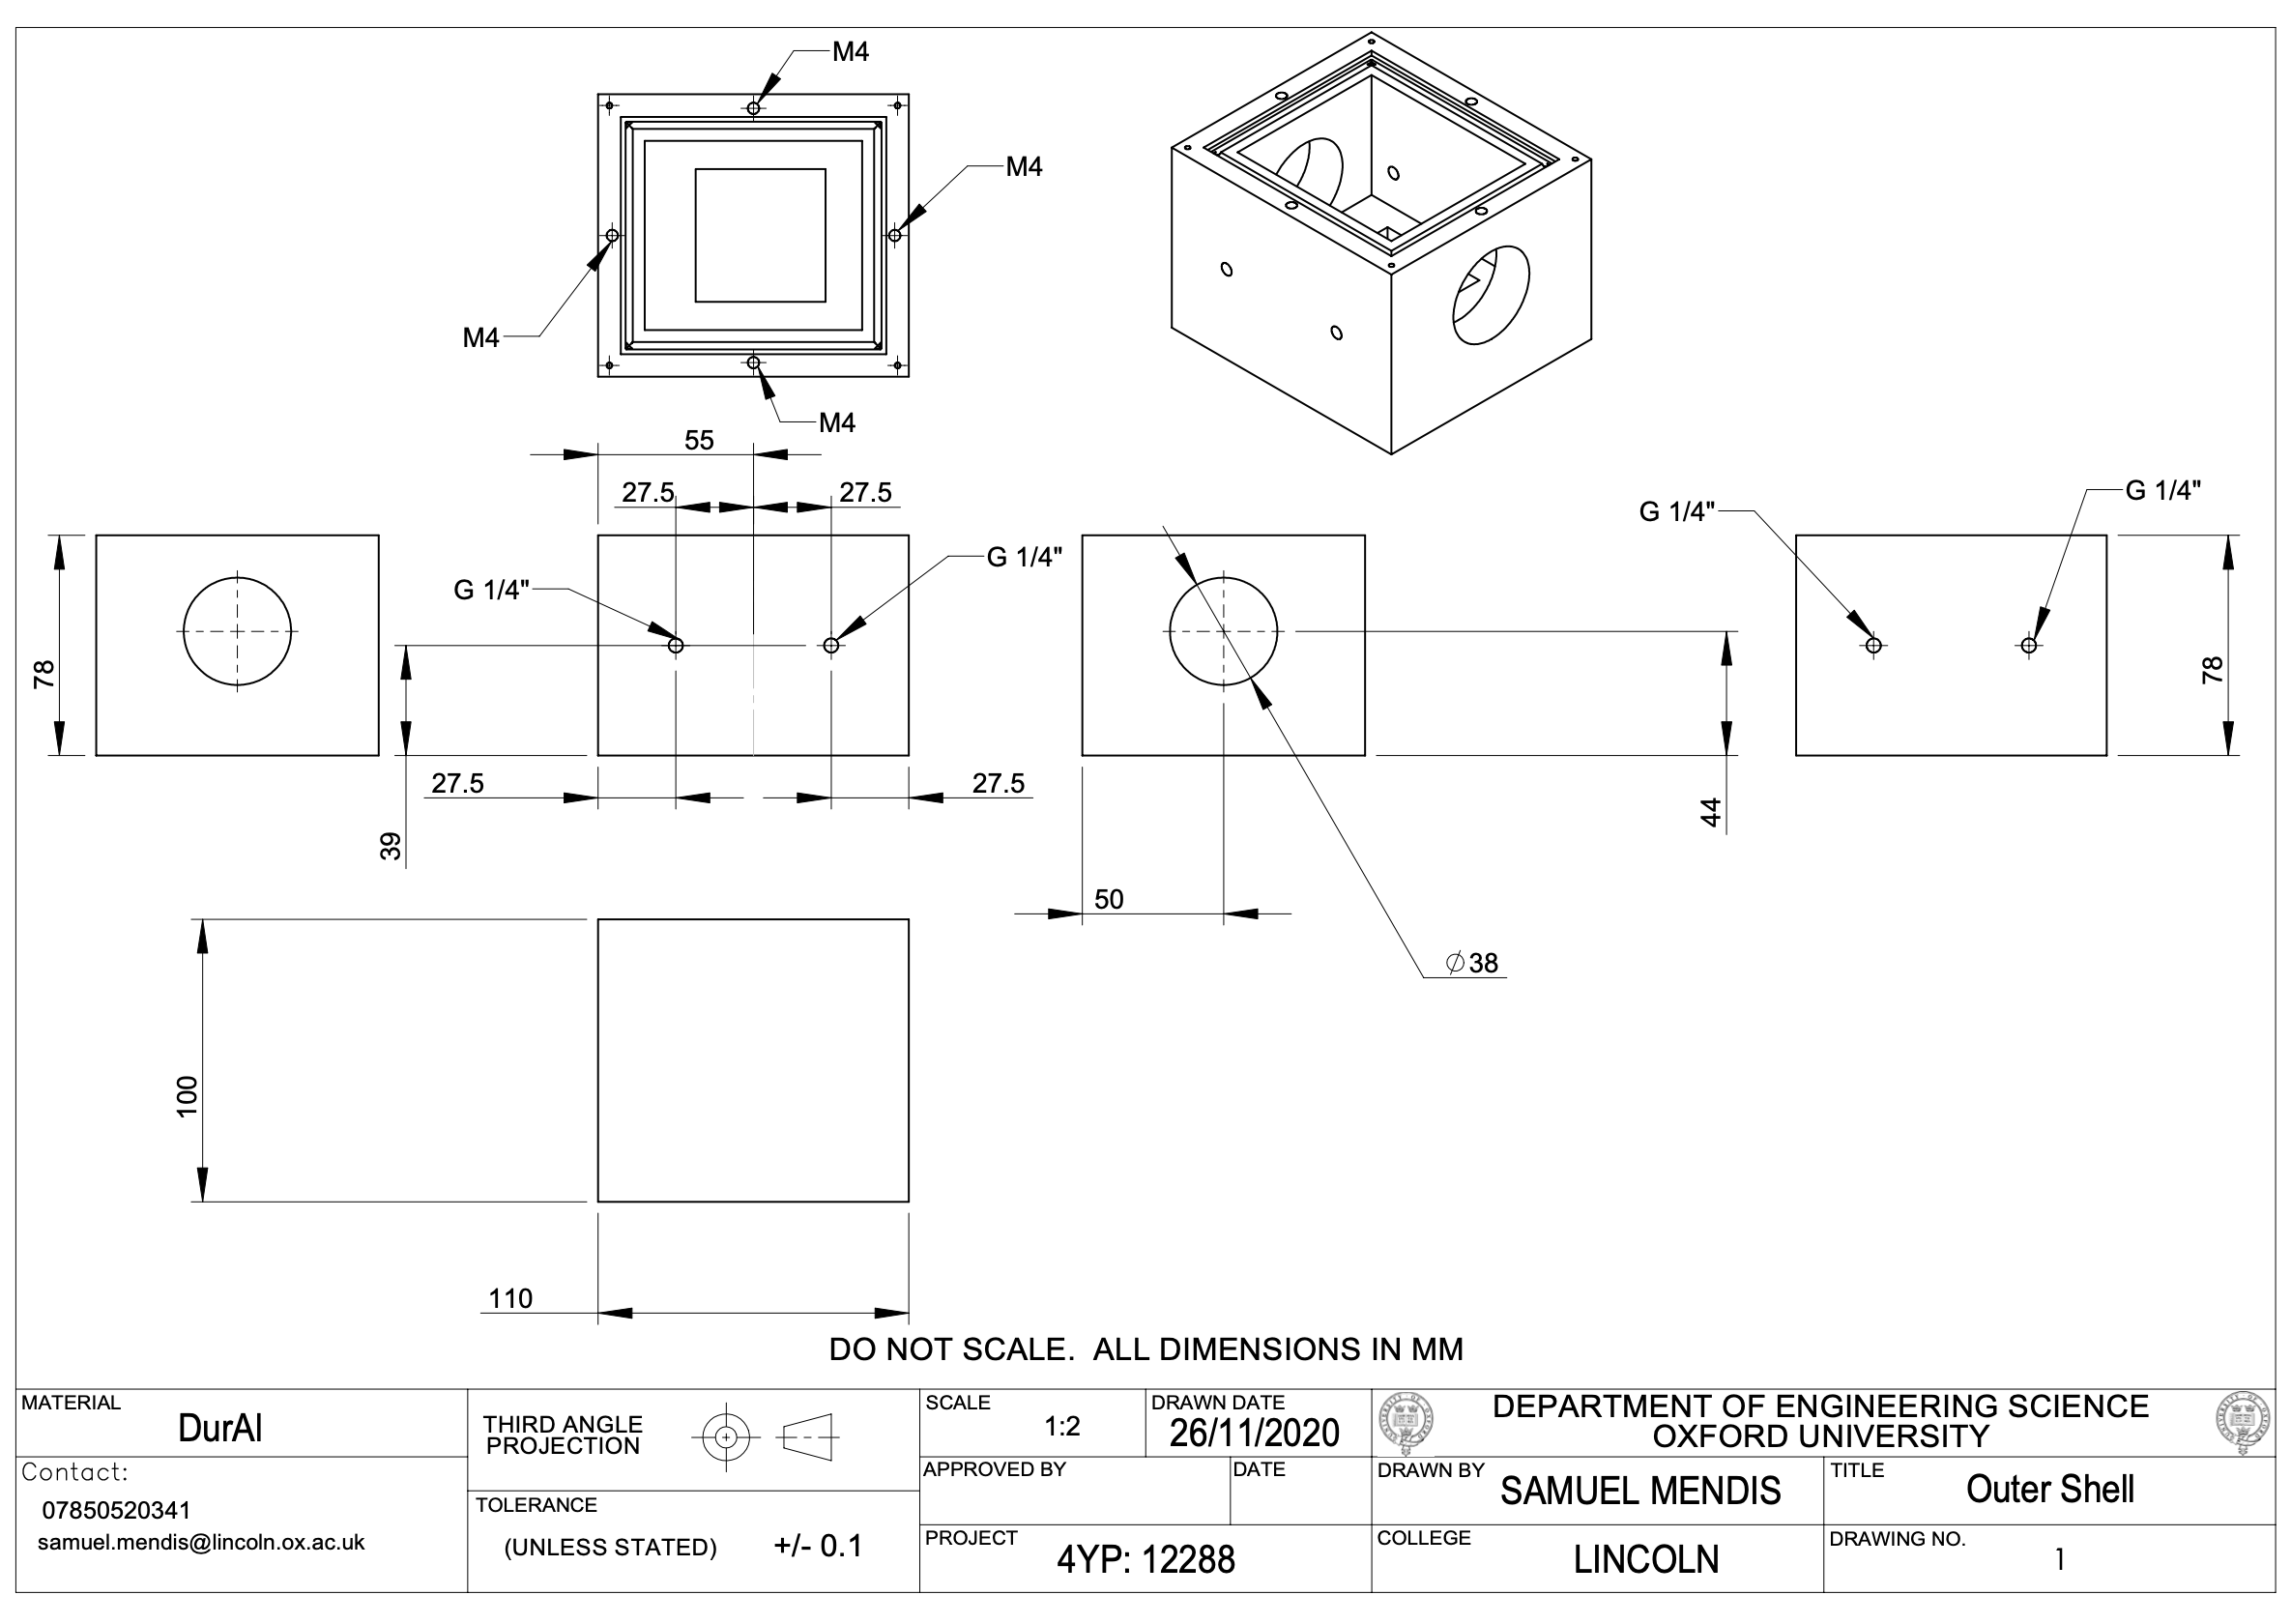 M4
M4
M4
M4
55
27.5
27.5
G 1/4"
G 1/4"
G 1/4"
G 1/4"
78
78
39
27.5
27.5
44
50
⌀38
100
110
DO NOT SCALE.  ALL DIMENSIONS IN MM
MATERIAL
DurAl
Contact:
07850520341
samuel.mendis@lincoln.ox.ac.uk
THIRD ANGLE
PROJECTION
TOLERANCE
(UNLESS STATED)
+/- 0.1
SCALE
1:2
DRAWN DATE
26/11/2020
APPROVED BY
DATE
PROJECT
4YP: 12288
DEPARTMENT OF ENGINEERING SCIENCE
OXFORD UNIVERSITY
DRAWN BY
SAMUEL MENDIS
TITLE
Outer Shell
COLLEGE
LINCOLN
DRAWING NO.
1